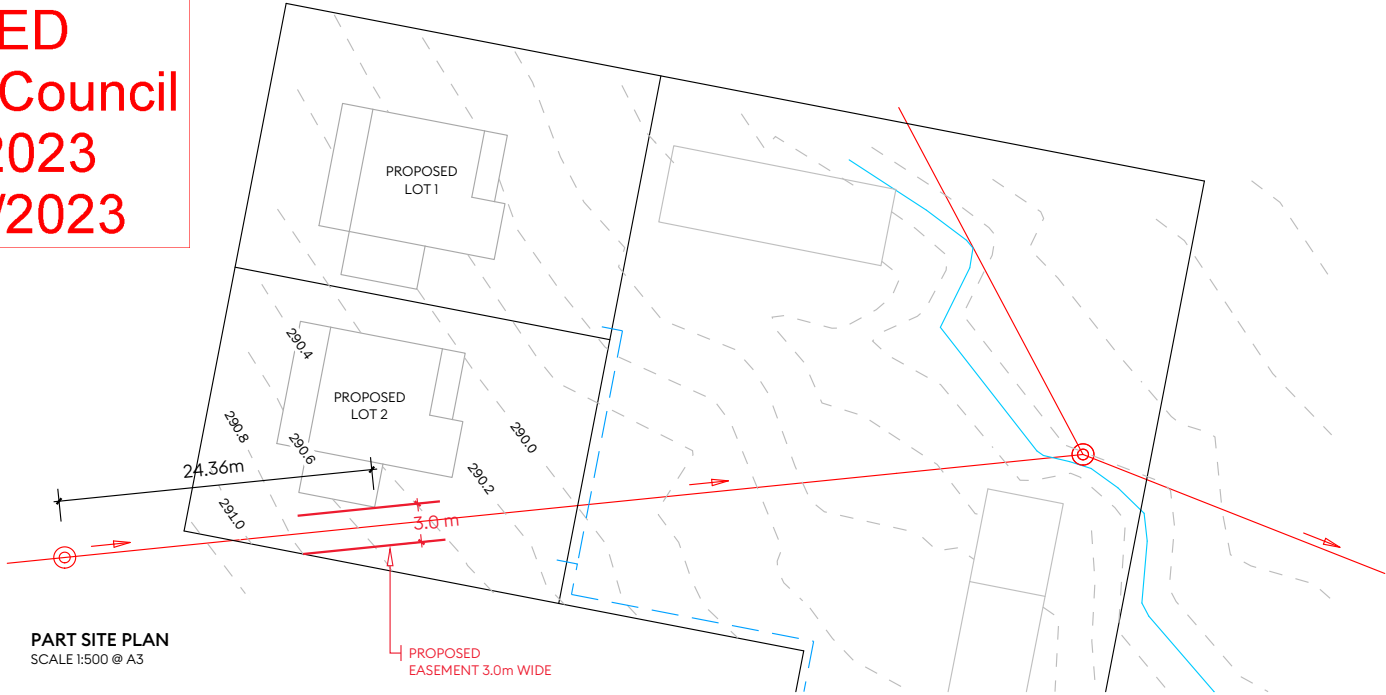 ED
Council
2023
/2023
PROPOSED
LOT 1
PROPOSED
LOT 2
290.4
290.8
290.6
290.0
290.2
291.0
24.36m
3.0 m
PROPOSED
EASEMENT 3.0m WIDE
PART SITE PLAN
SCALE 1:500 @ A3